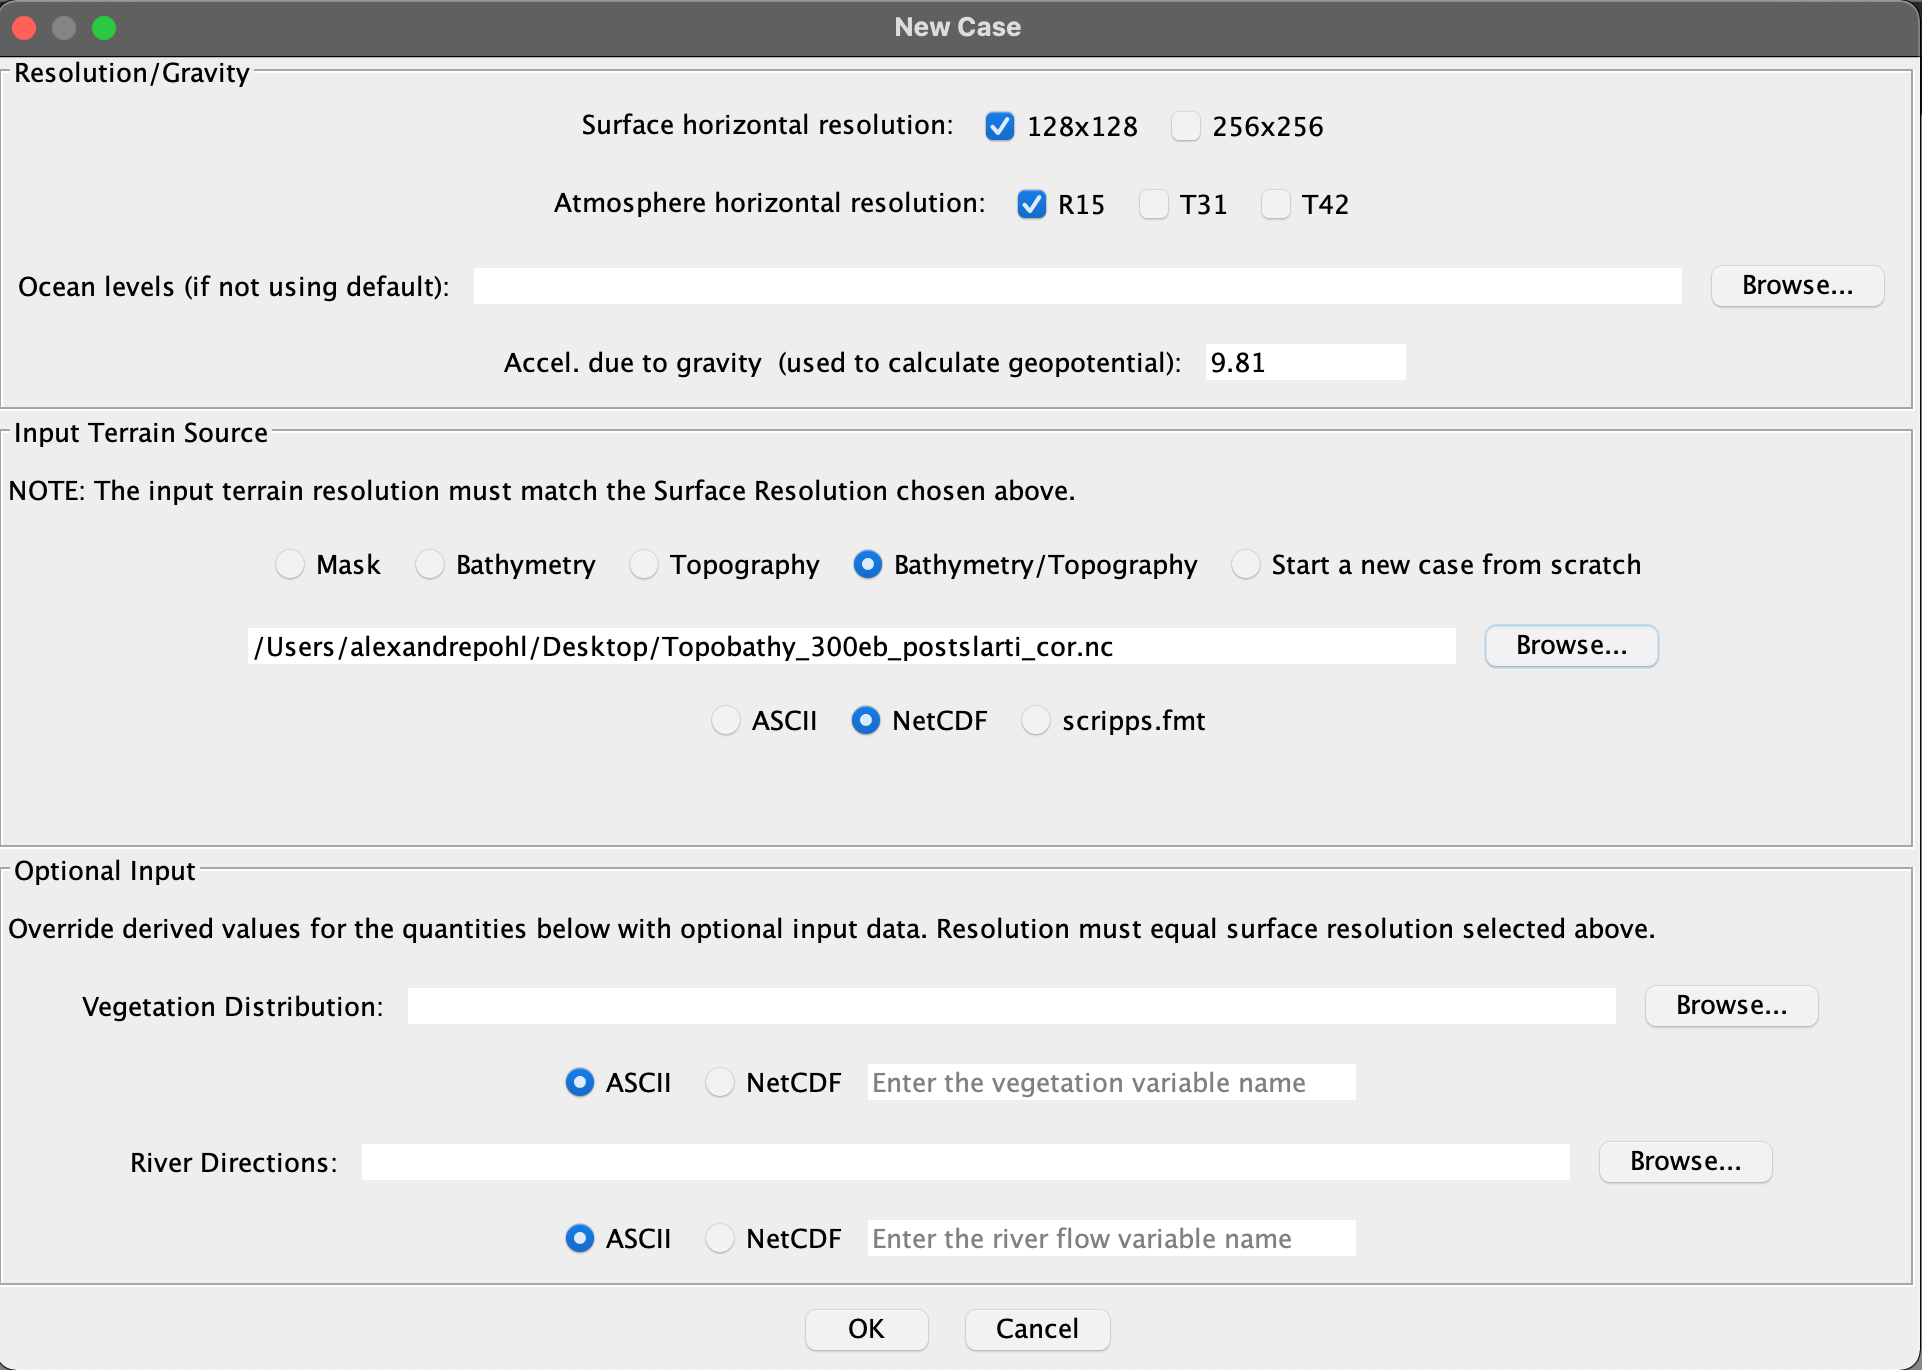 New Case
Resolution/Gravity
Surface horizontal resolution: 128x128 256x256
Atmosphere horizontal resolution: R15 T31 T42
Ocean levels (if not using default): Browse...
Accel. due to gravity (used to calculate geopotential): 9.81
Input Terrain Source
NOTE: The input terrain resolution must match the Surface Resolution chosen above.
Mask Bathymetry Topography Bathymetry/Topography Start a new case from scratch
/Users/alexandrepohl/Desktop/Topobathy_300eb_postslarti_cor.nc Browse...
ASCII NetCDF scripps.fmt
Optional Input
Override derived values for the quantities below with optional input data. Resolution must equal surface resolution selected above.
Vegetation Distribution: Browse...
ASCII NetCDF Enter the vegetation variable name
River Directions: Browse...
ASCII NetCDF Enter the river flow variable name
OK Cancel